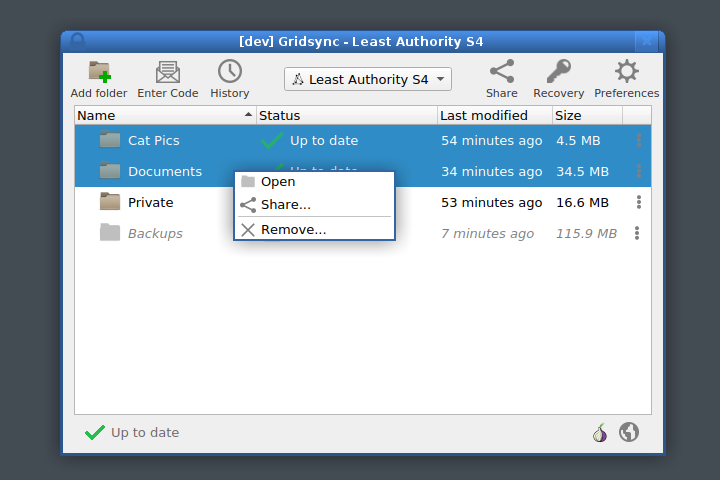 [dev] Gridsync - Least Authority S4
Add folder Enter Code History Least Authority S4 Share Recovery Preferences
Name Status Last modified Size
Cat Pics Up to date 54 minutes ago 4.5 MB
Documents Up to date 34 minutes ago 34.5 MB
Open
Share...
Remove...
Private 53 minutes ago 16.6 MB
Backups 7 minutes ago 115.9 MB
Up to date